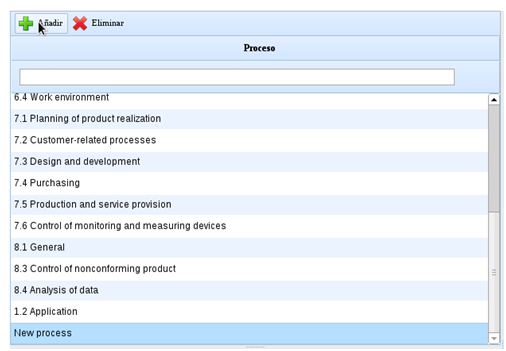 Añadir Eliminar
Proceso
6.4 Work environment
7.1 Planning of product realization
7.2 Customer-related processes
7.3 Design and development
7.4 Purchasing
7.5 Production and service provision
7.6 Control of monitoring and measuring devices
8.1 General
8.3 Control of nonconforming product
8.4 Analysis of data
1.2 Application
New process